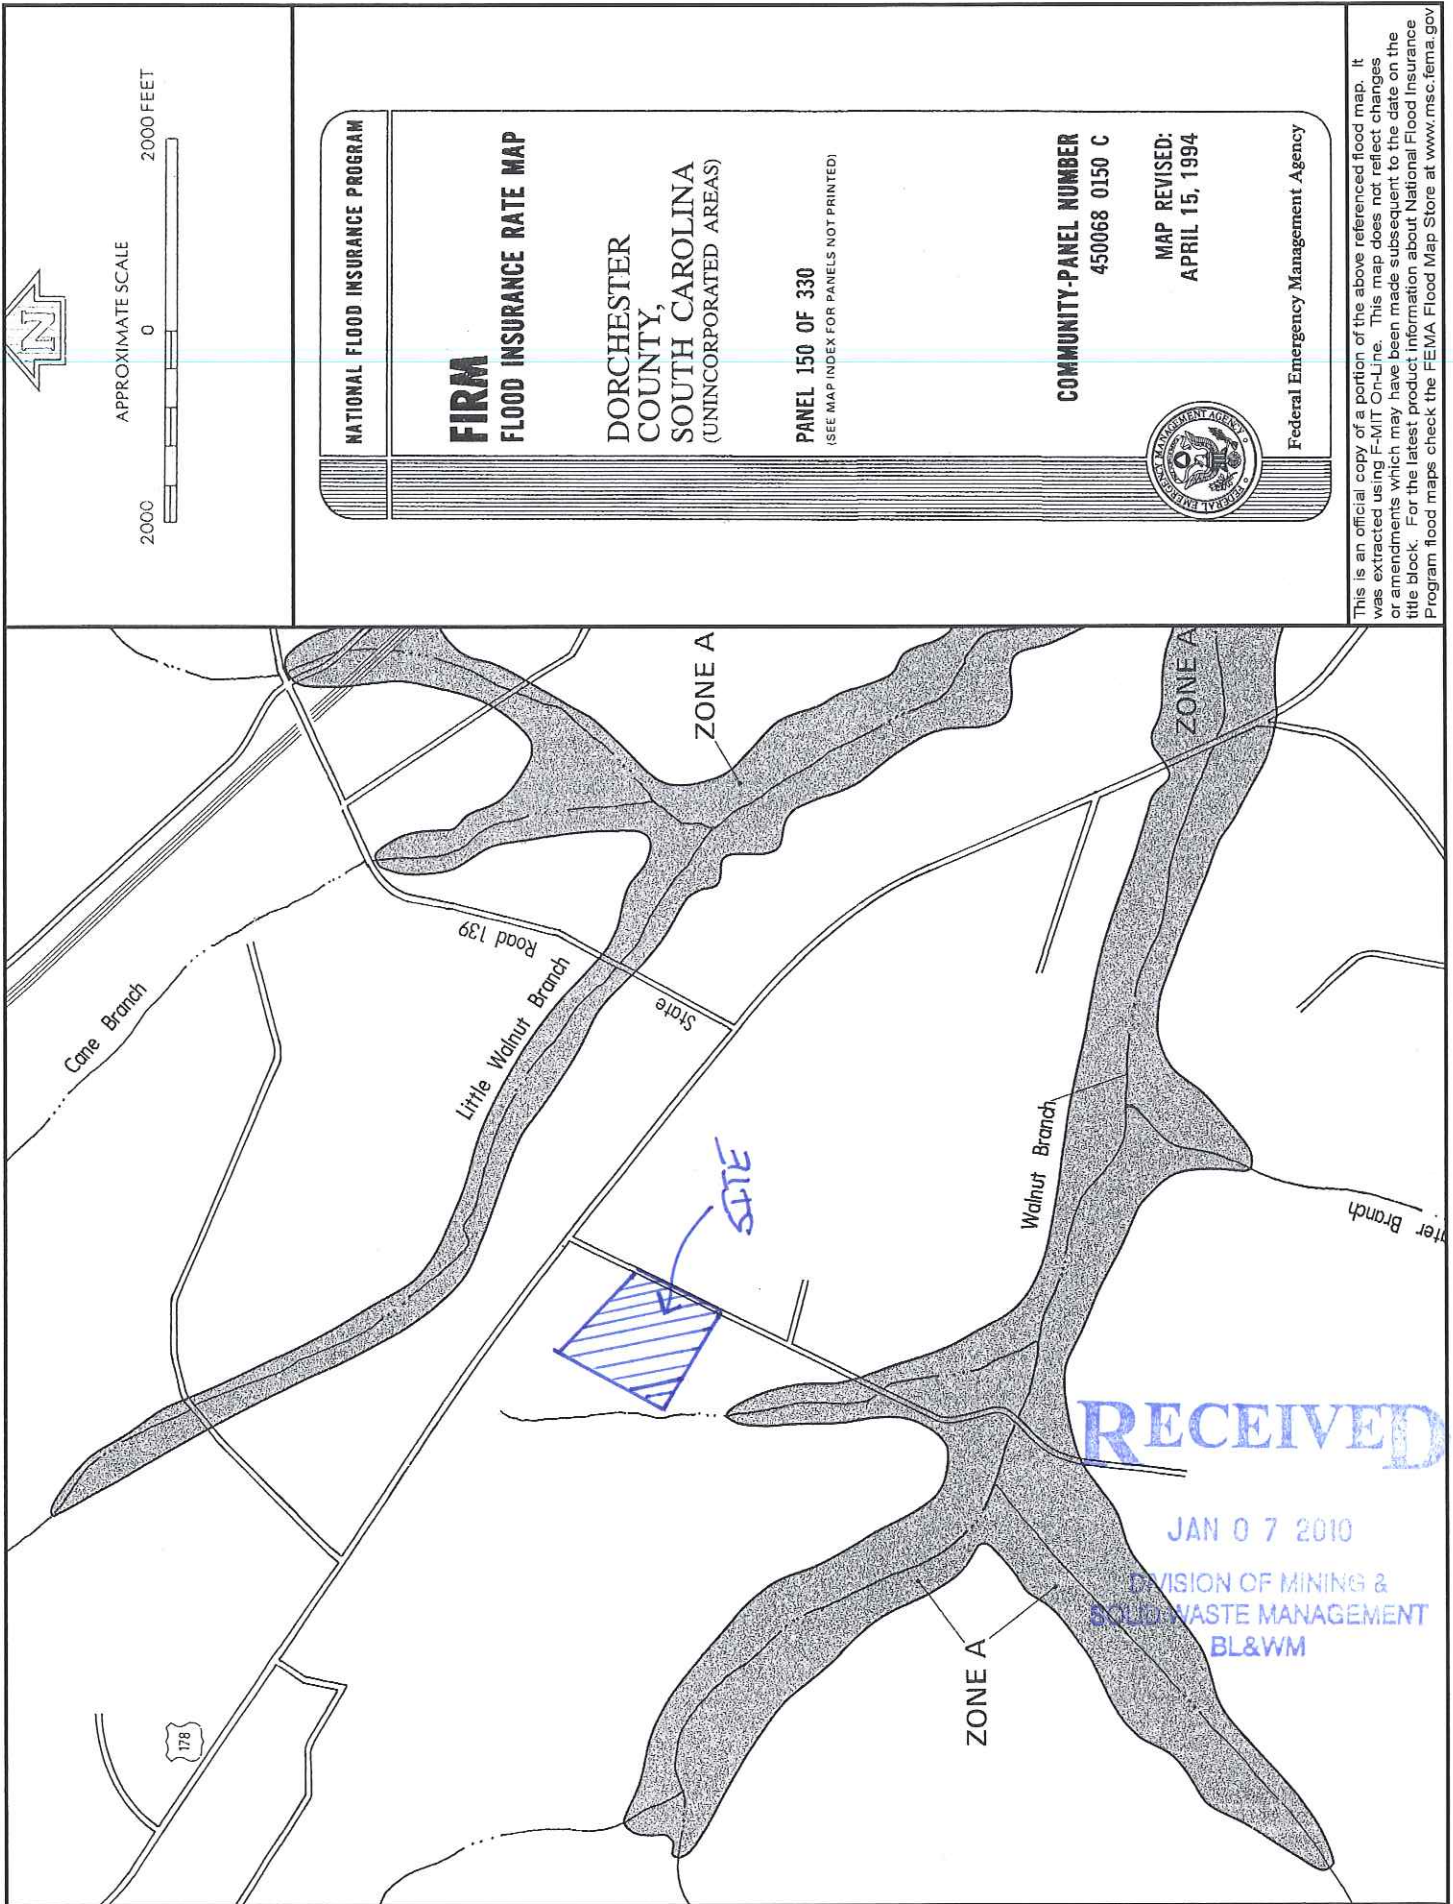 N
APPROXIMATE SCALE
2000 0 2000 FEET
NATIONAL FLOOD INSURANCE PROGRAM
FIRM
FLOOD INSURANCE RATE MAP
DORCHESTER
COUNTY,
SOUTH CAROLINA
(UNINCORPORATED AREAS)
PANEL 150 OF 330
(SEE MAP INDEX FOR PANELS NOT PRINTED)
COMMUNITY-PANEL NUMBER
450068 0150 C
MAP REVISED:
APRIL 15, 1994
FEDERAL EMERGENCY MANAGEMENT AGENCY
Federal Emergency Management Agency
This is an official copy of a portion of the above referenced flood map. It
was extracted using F-MIT On-Line. This map does not reflect changes
or amendments which may have been made subsequent to the date on the
title block. For the latest product information about National Flood Insurance
Program flood maps check the FEMA Flood Map Store at www.msc.fema.gov
ZONE A
ZONE A
Cane Branch
Little Walnut Branch
State
Road 139
SITE
Walnut Branch
ter Branch
178
ZONE A
RECEIVED
JAN 07 2010
DIVISION OF MINING &
SOLID WASTE MANAGEMENT
BL&WM